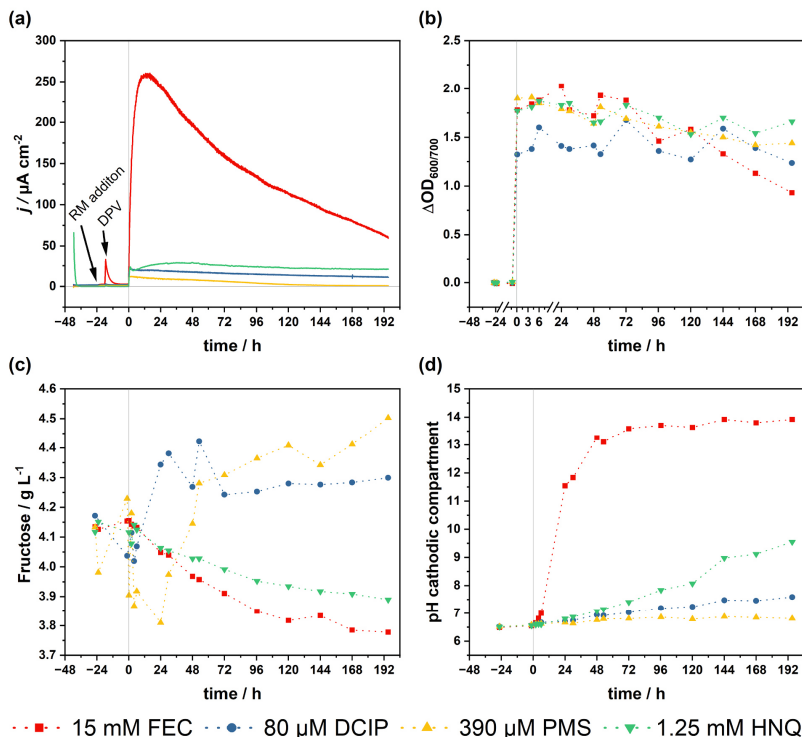 (a)
300
250
200
150
100
50
0
j / µA cm⁻²
RM additon
DPV
−48 −24 0 24 48 72 96 120 144 168 192
time / h
(b)
2.5
2.0
1.5
1.0
0.5
0.0
ΔOD600/700
−48 −24 0 3 6 24 48 72 96 120 144 168 192
time / h
(c)
4.6
4.5
4.4
4.3
4.2
4.1
4.0
3.9
3.8
3.7
Fructose / g L⁻¹
−48 −24 0 24 48 72 96 120 144 168 192
time / h
(d)
15
14
13
12
11
10
9
8
7
6
pH cathodic compartment
−48 −24 0 24 48 72 96 120 144 168 192
time / h
15 mM FEC 80 µM DCIP 390 µM PMS 1.25 mM HNQ